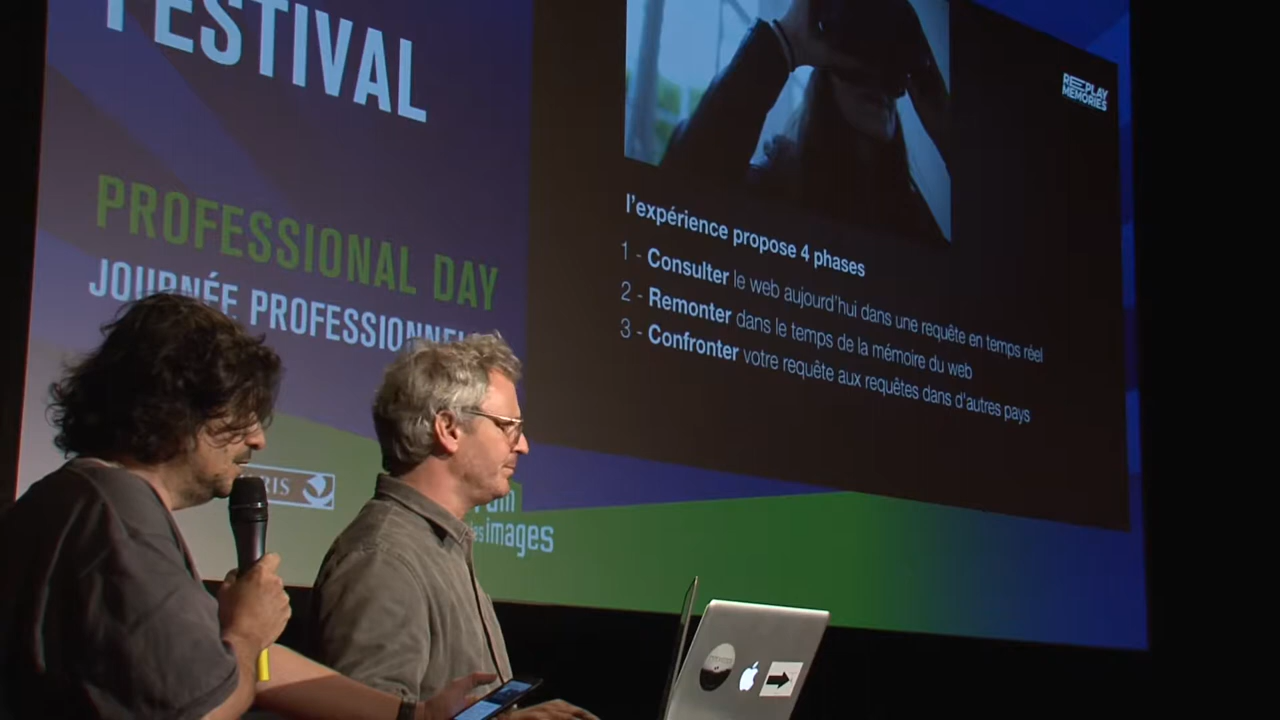 FESTIVAL
PROFESSIONAL DAY
JOURNÉE PROFESSIONNEL
RE-PLAY
MEMORIES
l'expérience propose 4 phases
1 - Consulter le web aujourd'hui dans une requête en temps réel
2 - Remonter dans le temps de la mémoire du web
3 - Confronter votre requête aux requêtes dans d'autres pays
images